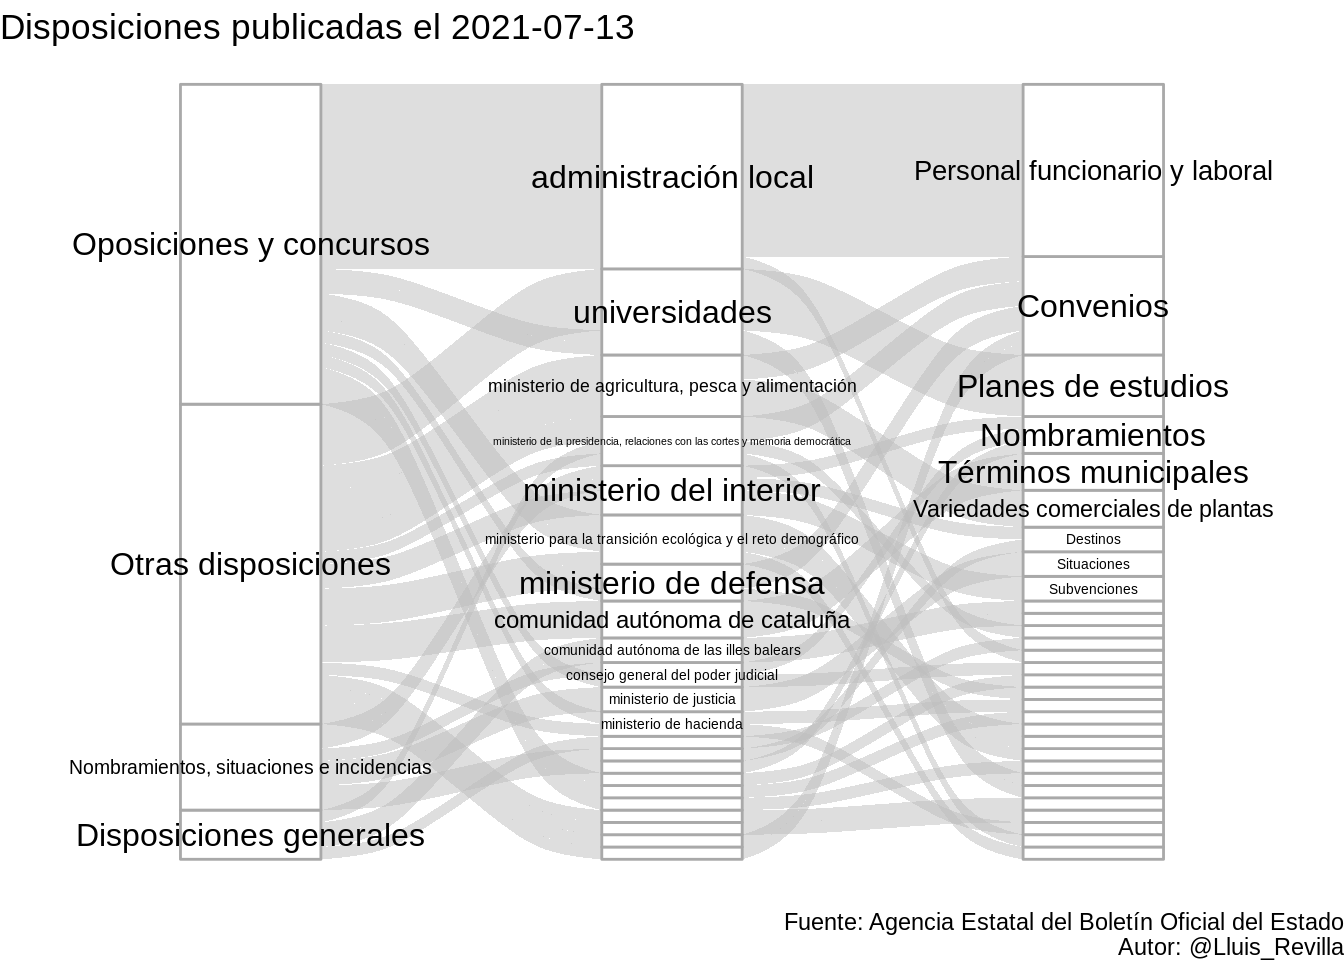 Disposiciones publicadas el 2021-07-13
Oposiciones y concursos
Otras disposiciones
Nombramientos, situaciones e incidencias
Disposiciones generales
administración local
universidades
ministerio de agricultura, pesca y alimentación
ministerio de la presidencia, relaciones con las cortes y memoria democrática
ministerio del interior
ministerio para la transición ecológica y el reto demográfico
ministerio de defensa
comunidad autónoma de cataluña
comunidad autónoma de las illes balears
consejo general del poder judicial
ministerio de justicia
ministerio de hacienda
Personal funcionario y laboral
Convenios
Planes de estudios
Nombramientos
Términos municipales
Variedades comerciales de plantas
Destinos
Situaciones
Subvenciones
Fuente: Agencia Estatal del Boletín Oficial del Estado
Autor: @Lluis_Revilla